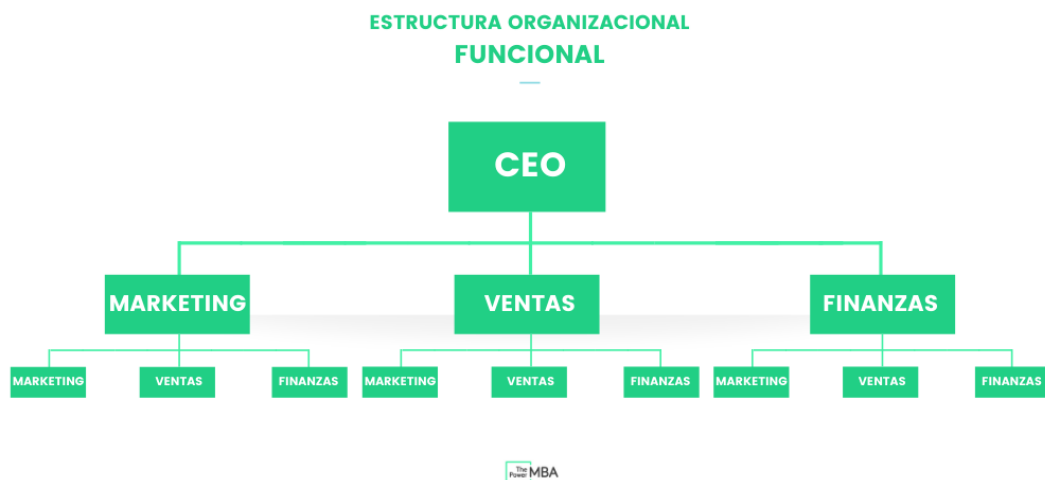 ESTRUCTURA ORGANIZACIONAL
FUNCIONAL
CEO
MARKETING
VENTAS
FINANZAS
MARKETING
VENTAS
FINANZAS
MARKETING
VENTAS
FINANZAS
MARKETING
VENTAS
FINANZAS
The
Power MBA